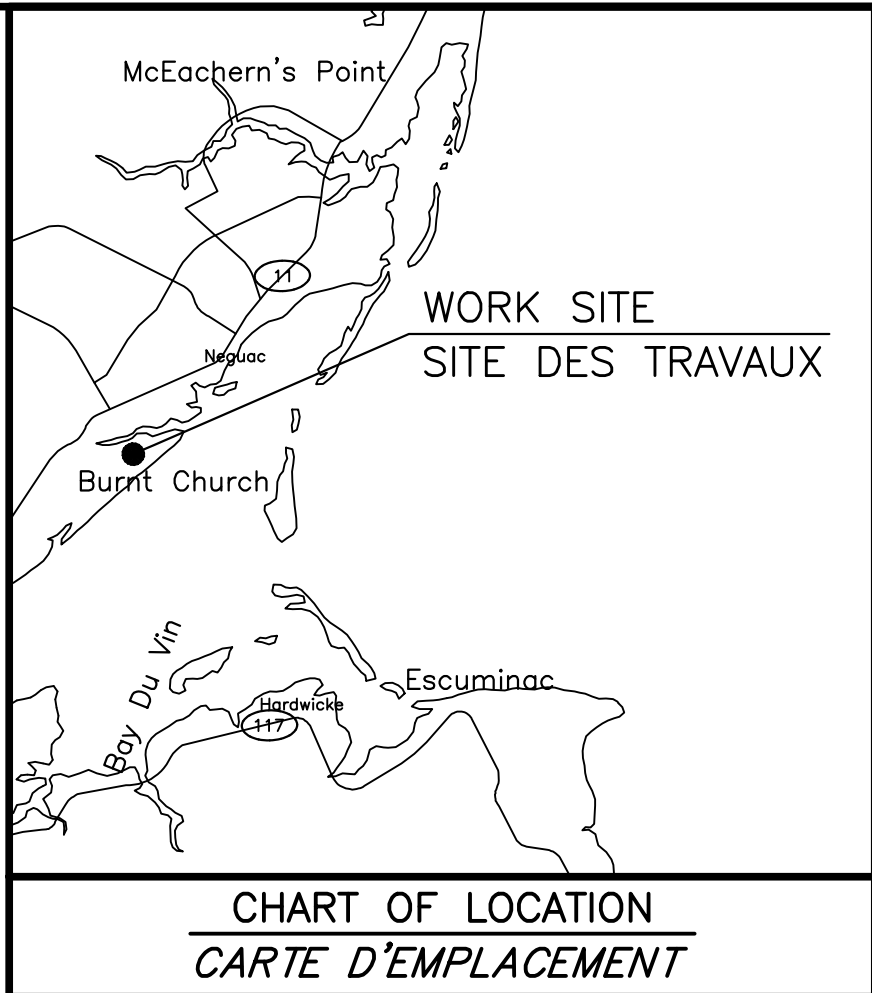 McEachern's Point
11
WORK SITE
SITE DES TRAVAUX
Neguac
Burnt Church
Bay Du Vin
Escuminac
Hardwicke
117
CHART OF LOCATION
CARTE D'EMPLACEMENT